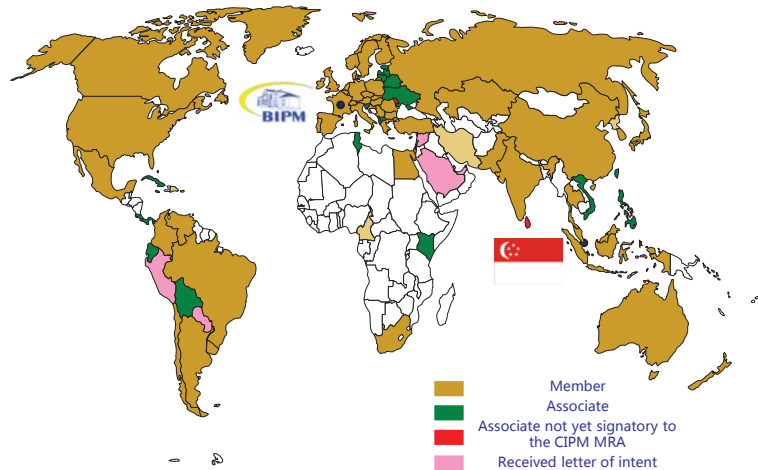 BIPM
Member
Associate
Associate not yet signatory to
the CIPM MRA
Received letter of intent